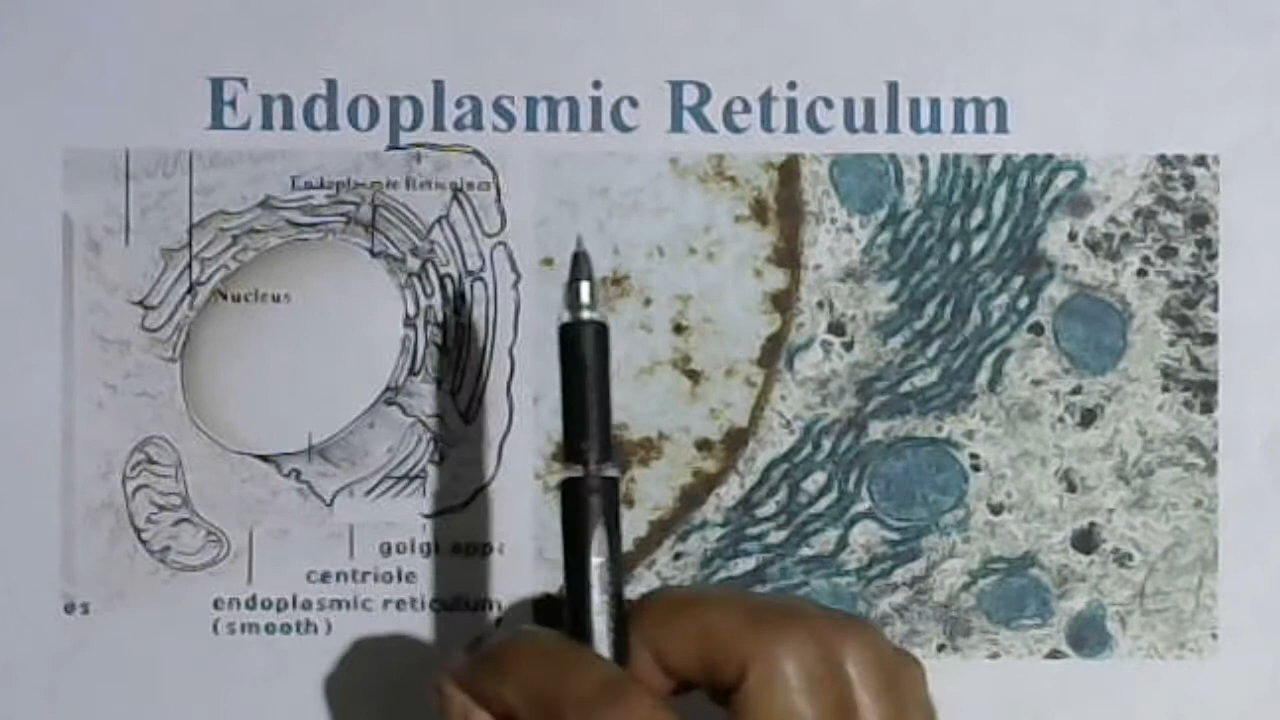 Endoplasmic Reticulum
Endoplasmic Reticulum
Nucleus
golgi app
centriole
es
endoplasmic reticulum
(smooth)